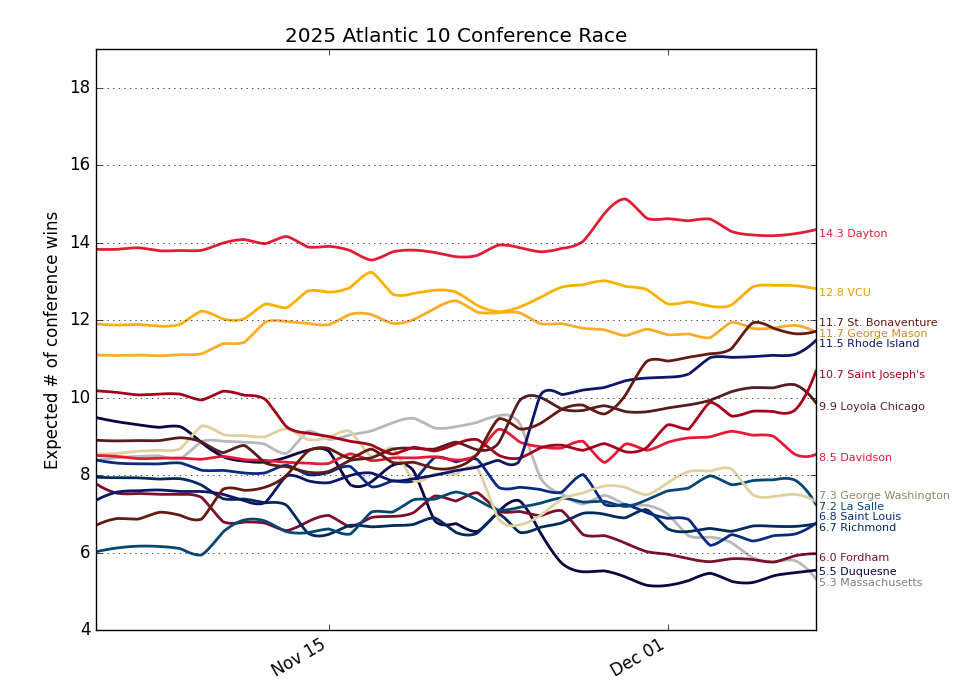 2025 Atlantic 10 Conference Race
Expected # of conference wins
18
16
14
12
10
8
6
4
Nov 15
Dec 01
14.3 Dayton
12.8 VCU
11.7 St. Bonaventure
11.7 George Mason
11.5 Rhode Island
10.7 Saint Joseph's
9.9 Loyola Chicago
8.5 Davidson
7.3 George Washington
7.2 La Salle
6.8 Saint Louis
6.7 Richmond
6.0 Fordham
5.5 Duquesne
5.3 Massachusetts